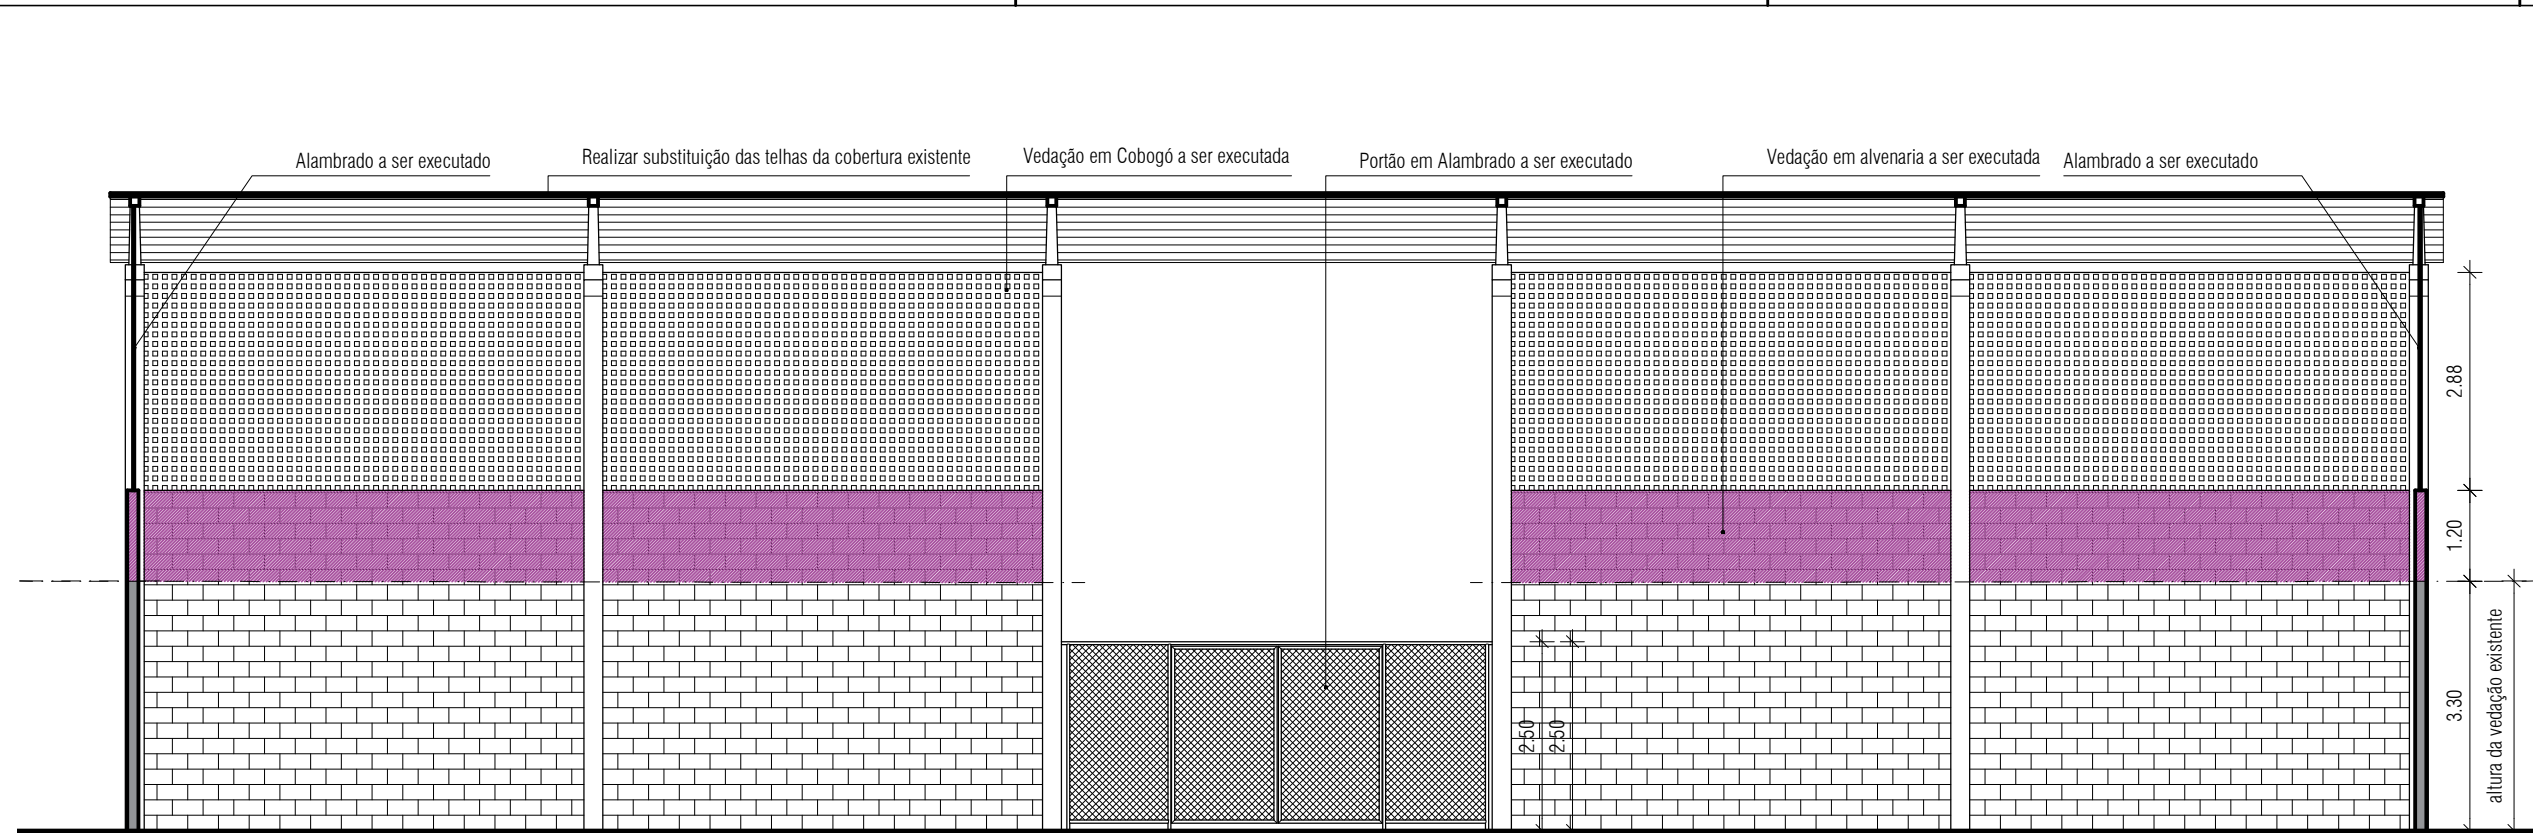 Alambrado a ser executado
Realizar substituição das telhas da cobertura existente
Vedação em Cobogó a ser executada
Portão em Alambrado a ser executado
Vedação em alvenaria a ser executada
Alambrado a ser executado
2.88
1.20
3.30
altura da vedação existente
2.50
2.50